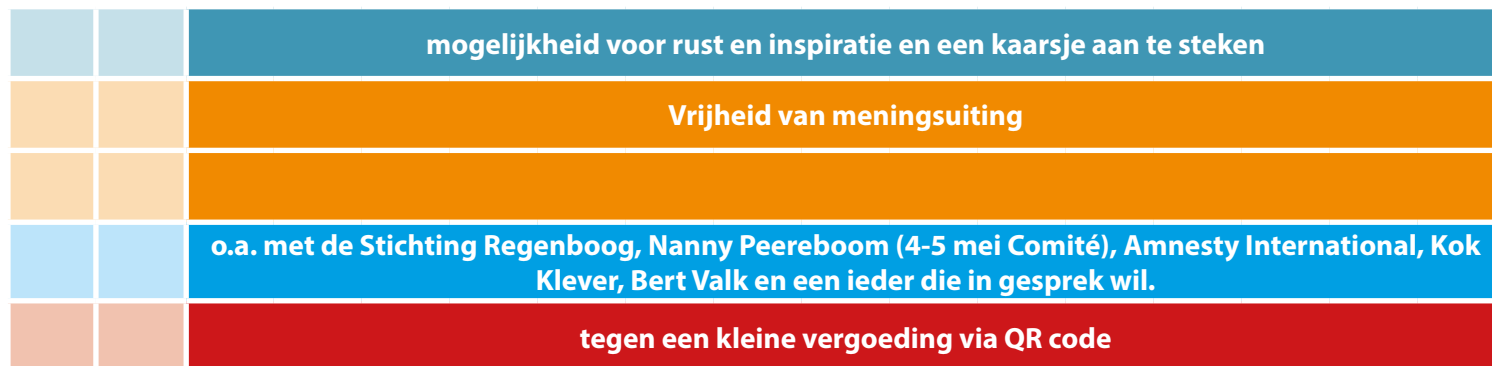 mogelijkheid voor rust en inspiratie en een kaarsje aan te steken
Vrijheid van meningsuiting
o.a. met de Stichting Regenboog, Nanny Peereboom (4-5 mei Comité), Amnesty International, Kok
Klever, Bert Valk en een ieder die in gesprek wil.
tegen een kleine vergoeding via QR code